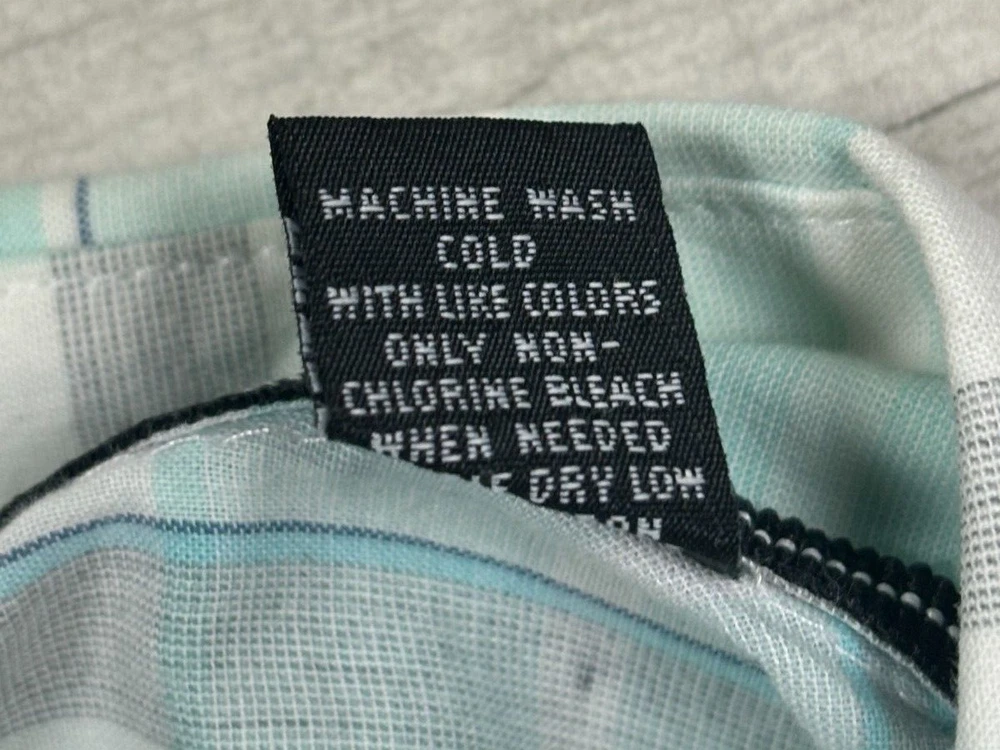 MACHINE WASH
COLD
WITH LIKE COLORS
ONLY NON-
CHLORINE BLEACH
WHEN NEEDED
DRY LOW